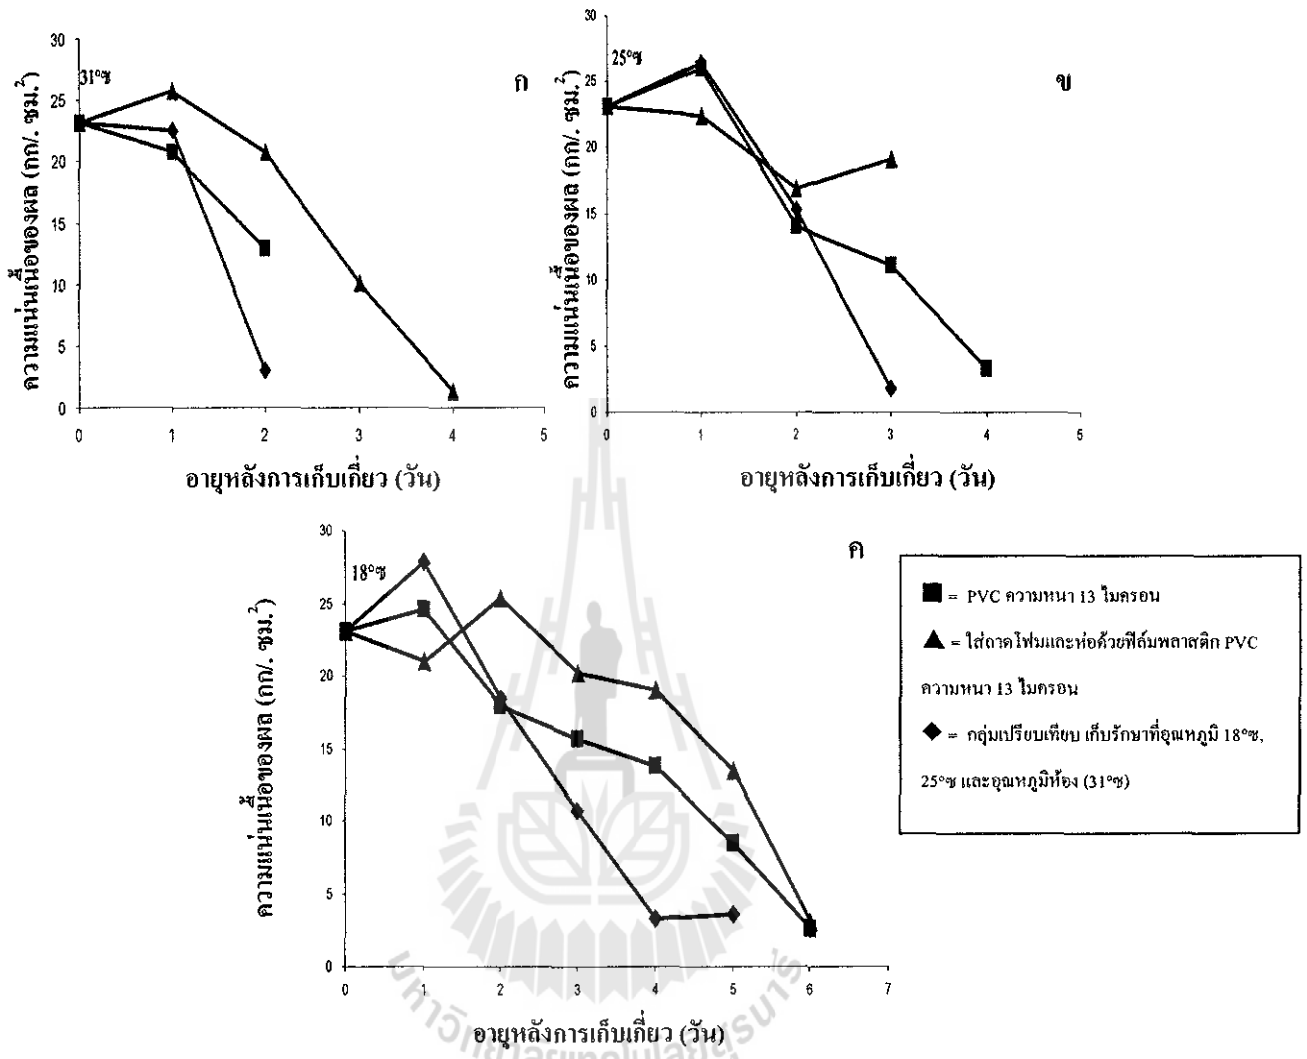 31°ซ
ก
ความแน่นเนื้อของผล (กก/. ซม.²)
30
25
20
15
10
5
0
0 1 2 3 4 5
อายุหลังการเก็บเกี่ยว (วัน)
25°ซ
ข
ความแน่นเนื้อของผล (กก/. ซม.²)
30
25
20
15
10
5
0
0 1 2 3 4 5
อายุหลังการเก็บเกี่ยว (วัน)
18°ซ
ค
ความแน่นเนื้อของผล (กก/. ซม.²)
30
25
20
15
10
5
0
0 1 2 3 4 5 6 7
อายุหลังการเก็บเกี่ยว (วัน)
■ = PVC ความหนา 13 ไมครอน
▲ = ใส่ถาดโฟมและห่อด้วยฟิล์มพลาสติก PVC
ความหนา 13 ไมครอน
◆ = กลุ่มเปรียบเทียบ เก็บรักษาที่อุณหภูมิ 18°ซ,
25°ซ และอุณหภูมิห้อง (31°ซ)